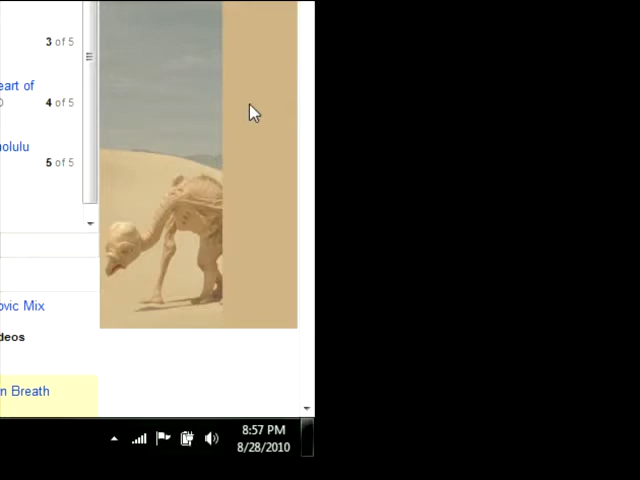 3 of 5
eart of
4 of 5
nolulu
5 of 5
ovic Mix
deos
n Breath
8:57 PM
8/28/2010